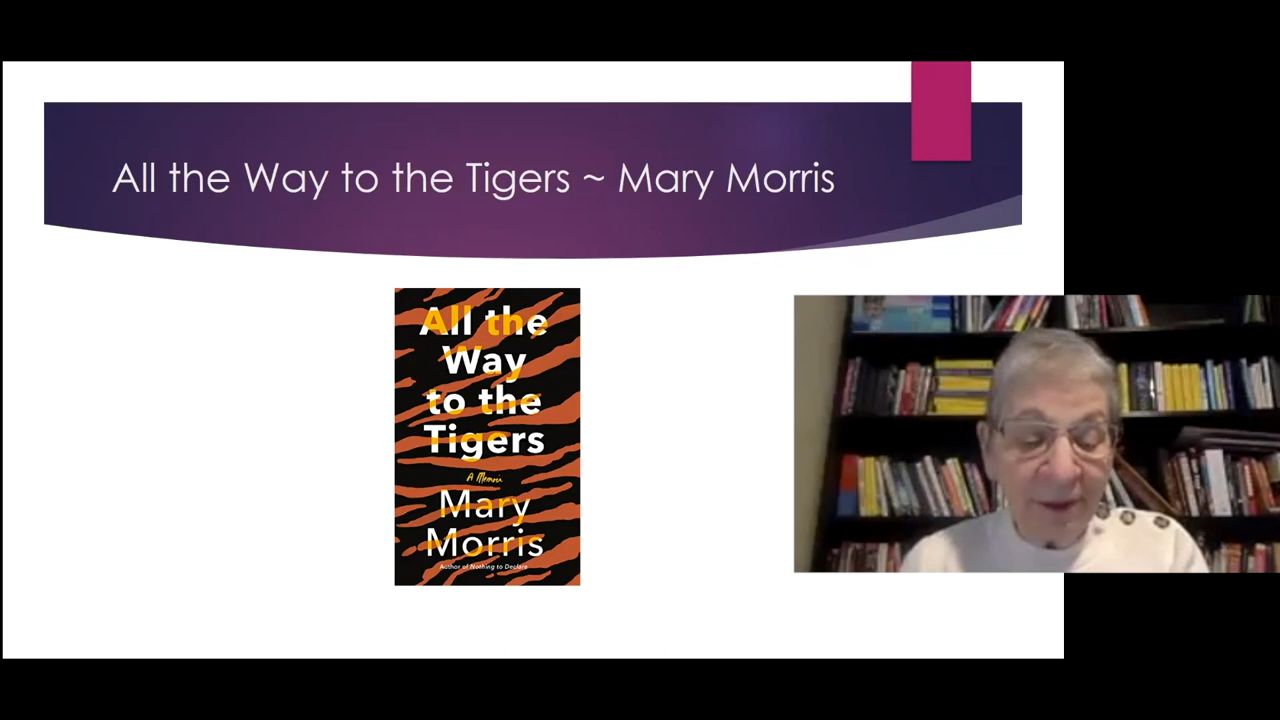 All the Way to the Tigers ~ Mary Morris
All the
Way
to the
Tigers
A Memoir
Mary
Morris
Author of Nothing to Declare